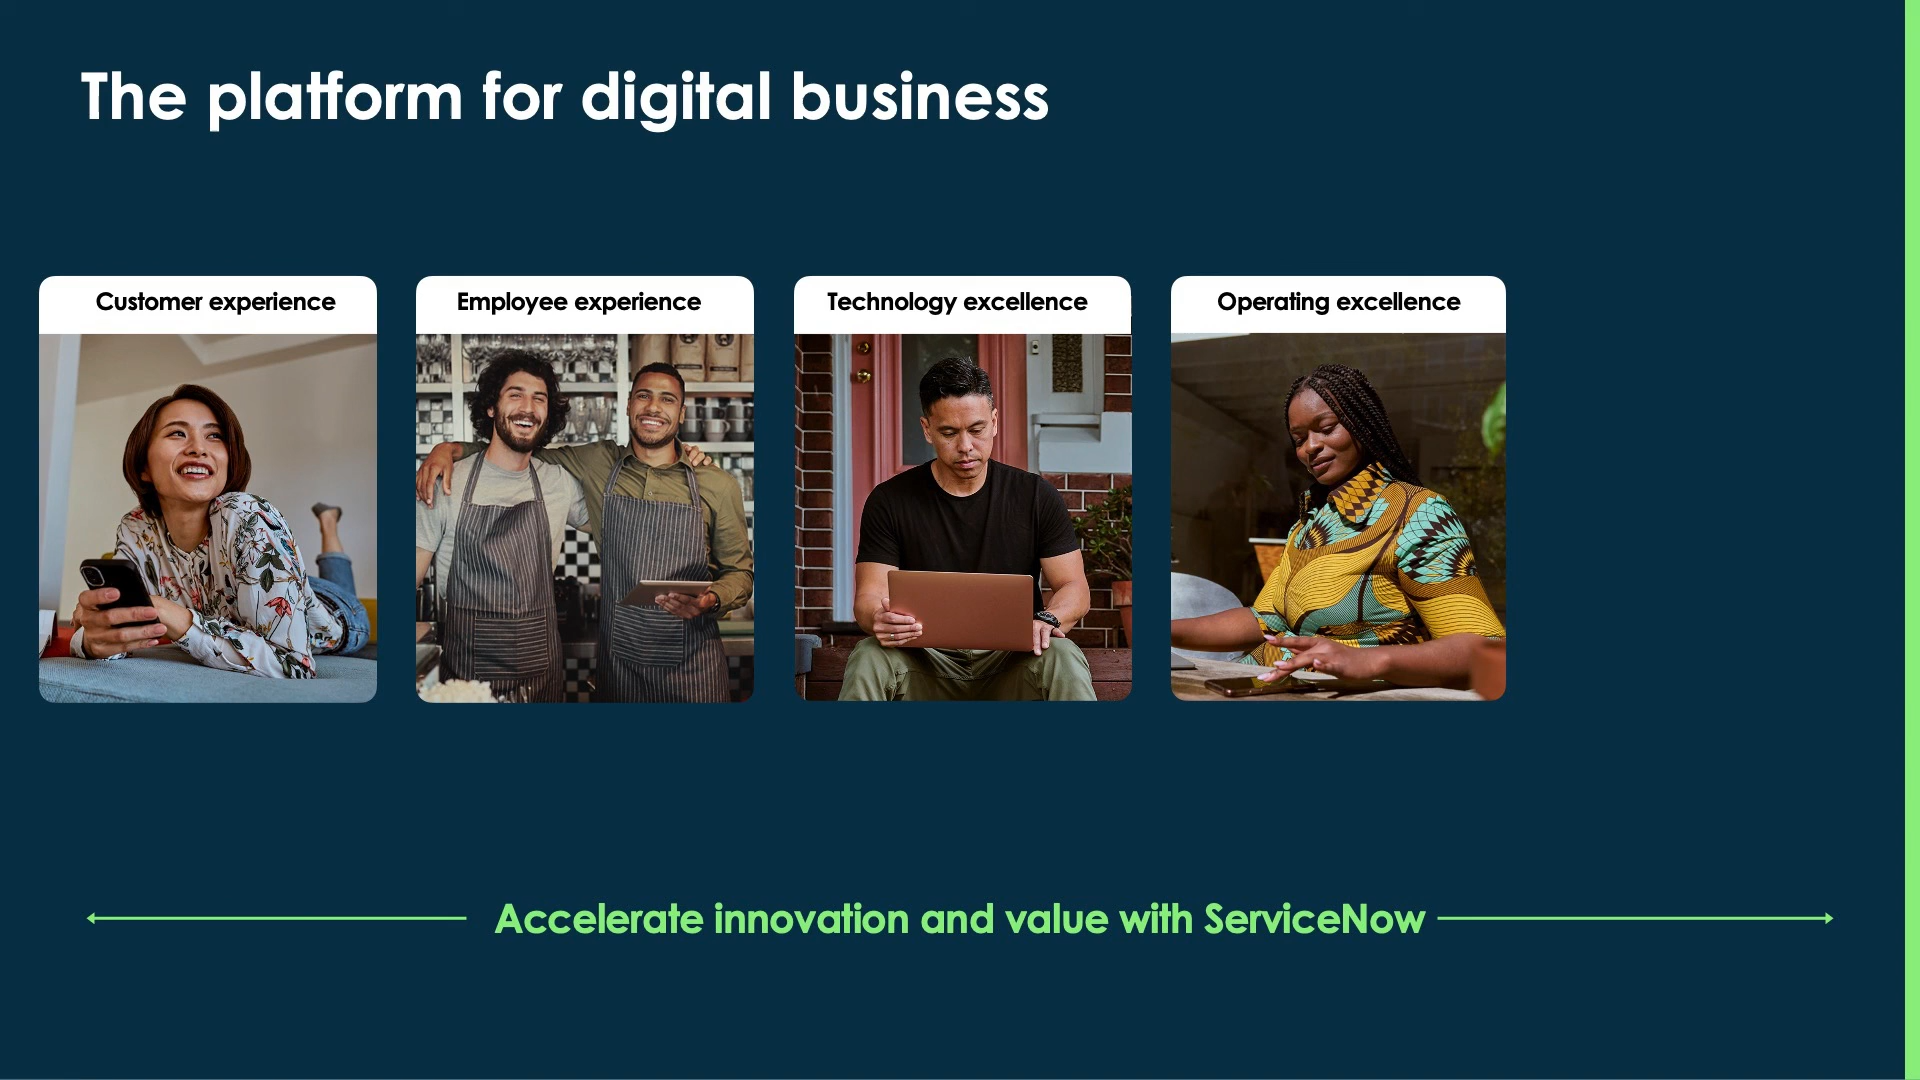 The platform for digital business
Customer experience
Employee experience
Technology excellence
Operating excellence
Accelerate innovation and value with ServiceNow